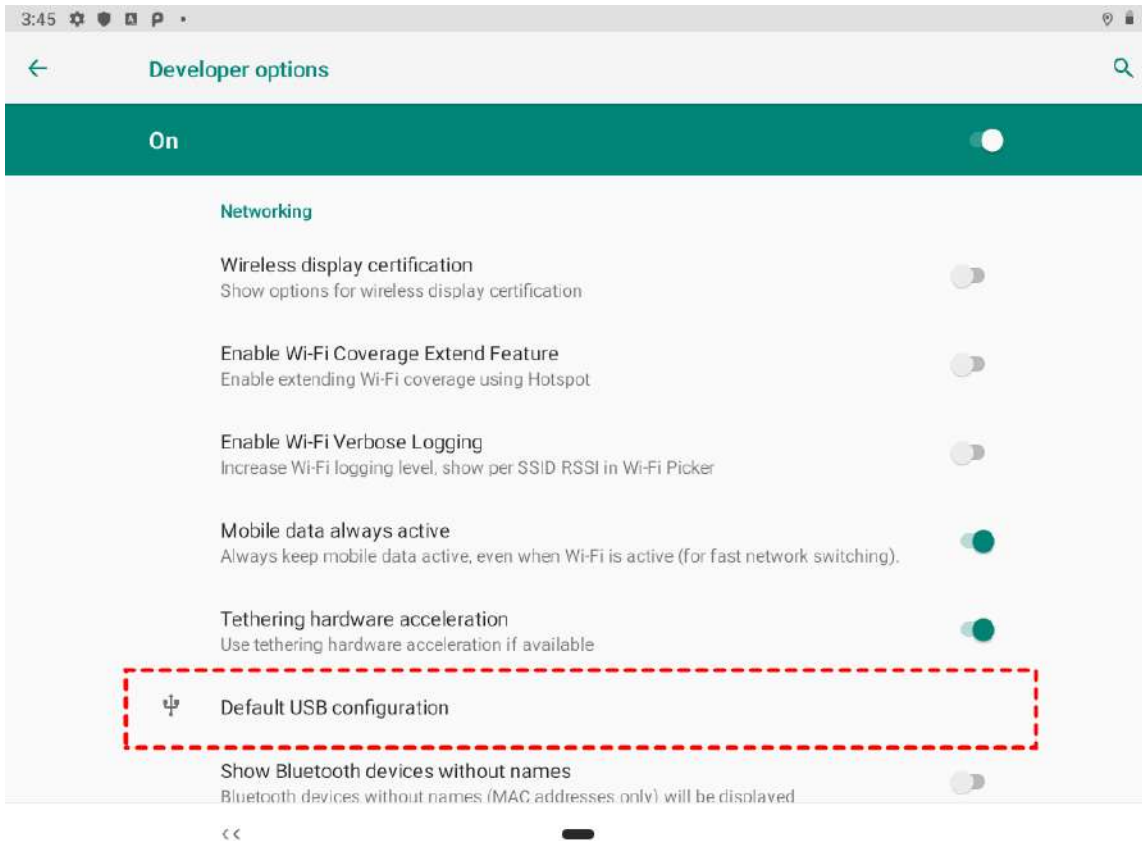 3:45
Developer options
On
Networking
Wireless display certification
Show options for wireless display certification
Enable Wi-Fi Coverage Extend Feature
Enable extending Wi-Fi coverage using Hotspot
Enable Wi-Fi Verbose Logging
Increase Wi-Fi logging level, show per SSID RSSI in Wi-Fi Picker
Mobile data always active
Always keep mobile data active, even when Wi-Fi is active (for fast network switching).
Tethering hardware acceleration
Use tethering hardware acceleration if available
Default USB configuration
Show Bluetooth devices without names
Bluetooth devices without names (MAC addresses only) will be displayed